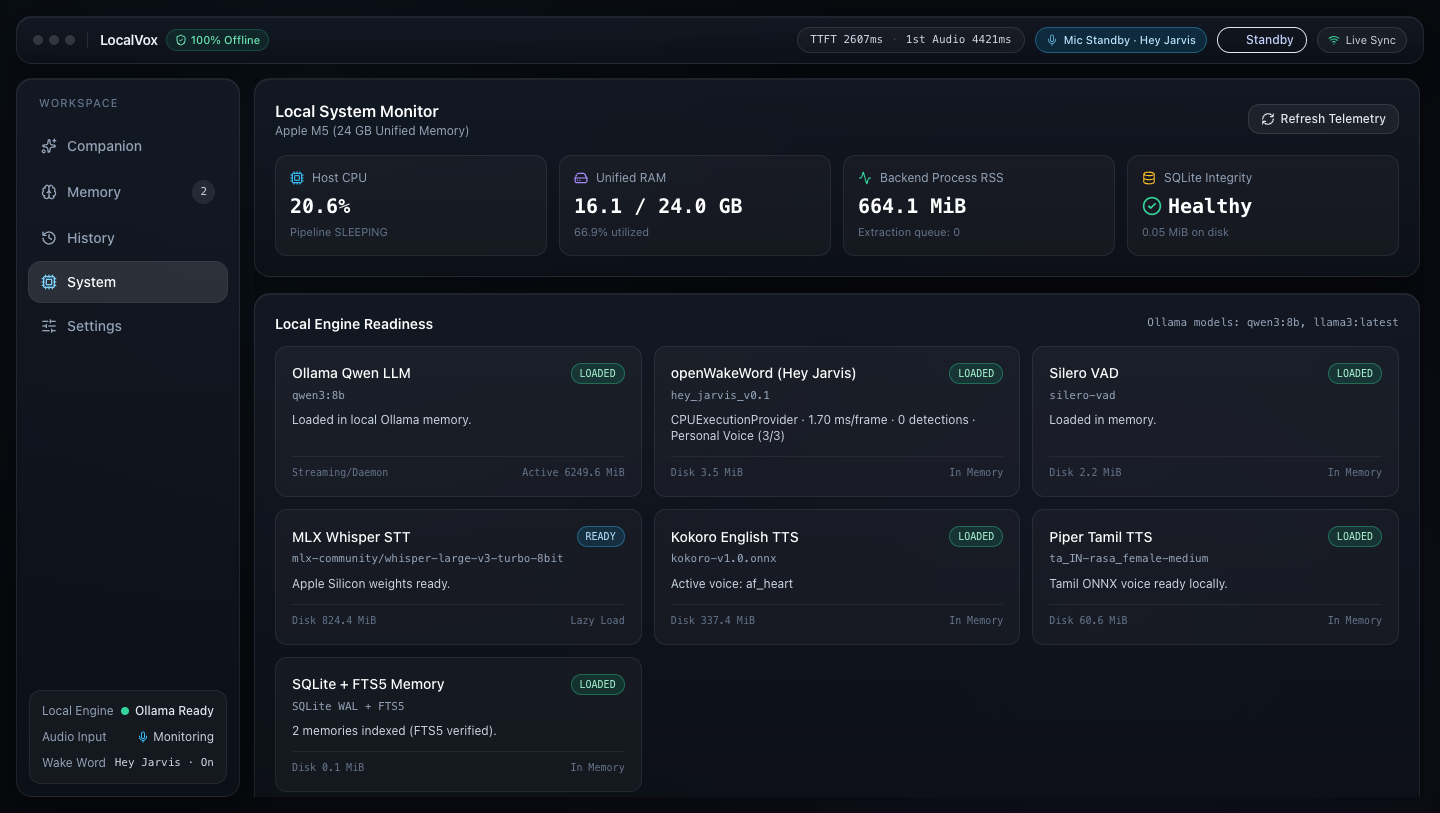 LocalVox
100% Offline
TTFT 2607ms · 1st Audio 4421ms
Mic Standby · Hey Jarvis
Standby
Live Sync
WORKSPACE
Companion
Memory
2
History
System
Settings
Local Engine Ollama Ready
Audio Input Monitoring
Wake Word Hey Jarvis · On
Local System Monitor
Apple M5 (24 GB Unified Memory)
Refresh Telemetry
Host CPU
20.6%
Pipeline SLEEPING
Unified RAM
16.1 / 24.0 GB
66.9% utilized
Backend Process RSS
664.1 MiB
Extraction queue: 0
SQLite Integrity
Healthy
0.05 MiB on disk
Local Engine Readiness
Ollama models: qwen3:8b, llama3:latest
Ollama Qwen LLM
LOADED
qwen3:8b
Loaded in local Ollama memory.
Streaming/Daemon
Active 6249.6 MiB
openWakeWord (Hey Jarvis)
LOADED
hey_jarvis_v0.1
CPUExecutionProvider · 1.70 ms/frame · 0 detections ·
Personal Voice (3/3)
Disk 3.5 MiB
In Memory
Silero VAD
LOADED
silero-vad
Loaded in memory.
Disk 2.2 MiB
In Memory
MLX Whisper STT
READY
mlx-community/whisper-large-v3-turbo-8bit
Apple Silicon weights ready.
Disk 824.4 MiB
Lazy Load
Kokoro English TTS
LOADED
kokoro-v1.0.onnx
Active voice: af_heart
Disk 337.4 MiB
In Memory
Piper Tamil TTS
LOADED
ta_IN-rasa_female-medium
Tamil ONNX voice ready locally.
Disk 60.6 MiB
In Memory
SQLite + FTS5 Memory
LOADED
SQLite WAL + FTS5
2 memories indexed (FTS5 verified).
Disk 0.1 MiB
In Memory